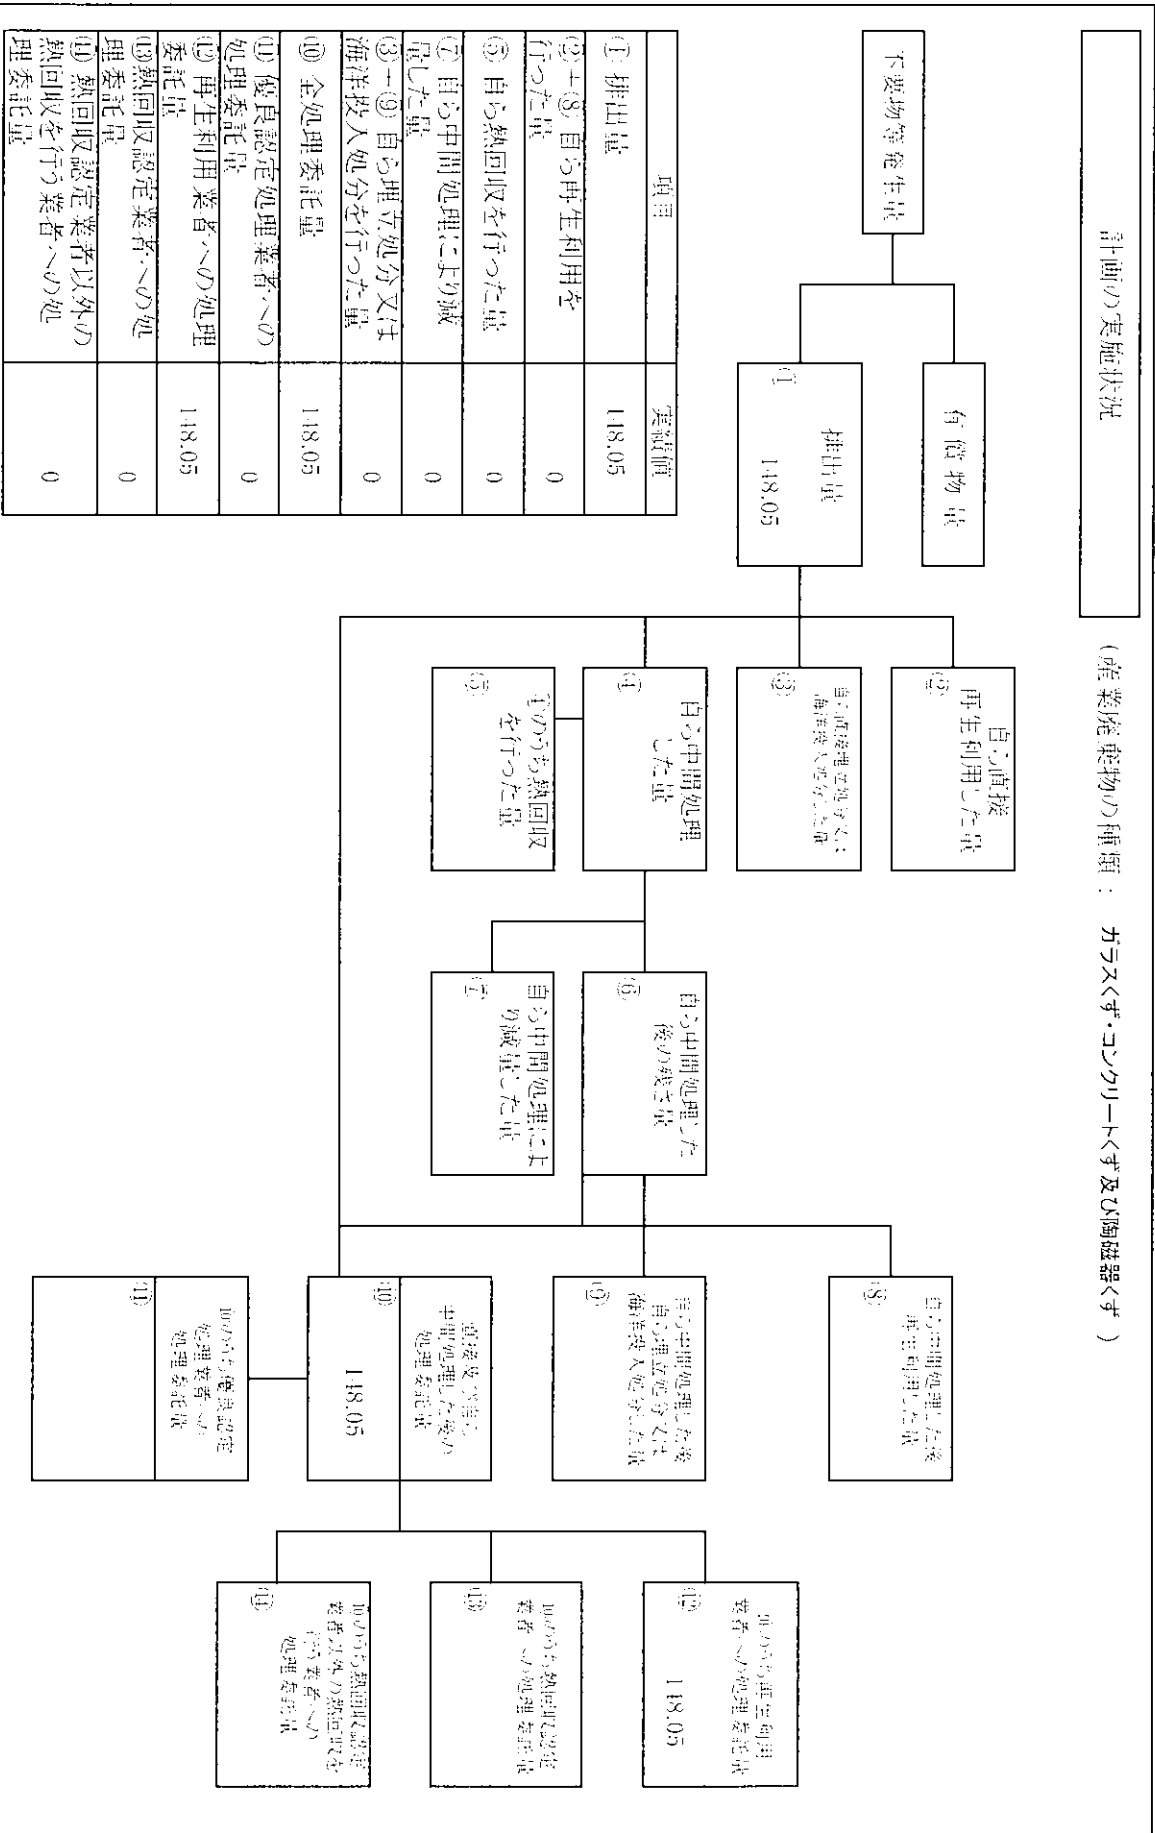 計画の実施状況
(産業廃棄物の種類: ガラスくず・コンクリートくず及び陶磁器くず )
不要物等発生量
有償物量
①
排出量
148.05
②
自ら直接
再生利用した量
③
自ら直接埋立処分又は
海洋投入処分した量
④
自ら中間処理
した量
⑤
④のうち熱回収
を行った量
⑥
自ら中間処理した
後の残さ量
⑦
自ら中間処理によ
り減量した量
⑧
自ら中間処理した後
再生利用した量
⑨
自ら中間処理した後
自ら埋立処分又は
海洋投入処分した量
⑩
直接及び自ら
中間処理した後の
処理委託量
148.05
⑪
⑩のうち優良認定
処理業者への
処理委託量
⑫
⑩のうち再生利用
業者への処理委託量
148.05
⑬
⑩のうち熱回収認定
業者への処理委託量
⑭
⑩のうち熱回収認定
業者以外の熱回収を
行う業者への
処理委託量
項目 実績値
① 排出量 148.05
②+⑧ 自ら再生利用を
行った量 0
⑤ 自ら熱回収を行った量 0
⑦ 自ら中間処理により減
量した量 0
③+⑨ 自ら埋立処分又は
海洋投入処分を行った量 0
⑩ 全処理委託量 148.05
⑪ 優良認定処理業者への
処理委託量 0
⑫ 再生利用業者への処理
委託量 148.05
⑬熱回収認定業者への処
理委託量 0
⑭ 熱回収認定業者以外の
熱回収を行う業者への処
理委託量 0